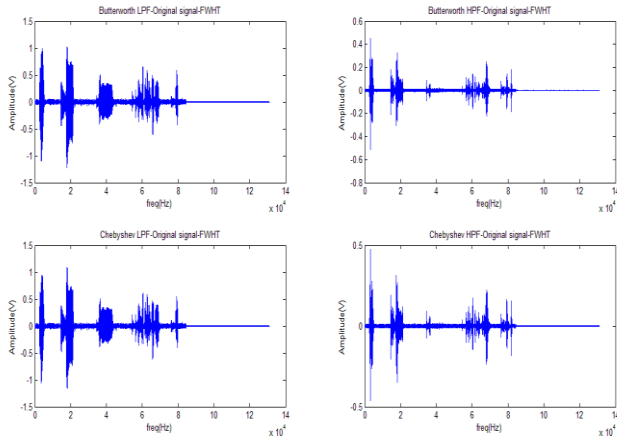 Butterworth LPF-Original signal-FWHT
1.5
1
0.5
0
-0.5
-1
-1.5
Amplitude(V)
0 2 4 6 8 10 12 14
x 10^4
freq(Hz)
Butterworth HPF-Original signal-FWHT
0.6
0.4
0.2
0
-0.2
-0.4
-0.6
-0.8
Amplitude(V)
0 2 4 6 8 10 12 14
x 10^4
freq(Hz)
Chebyshev LPF-Original signal-FWHT
1.5
1
0.5
0
-0.5
-1
-1.5
Amplitude(V)
0 2 4 6 8 10 12 14
x 10^4
freq(Hz)
Chebyshev HPF-Original signal-FWHT
0.5
0
-0.5
Amplitude(V)
0 2 4 6 8 10 12 14
x 10^4
freq(Hz)